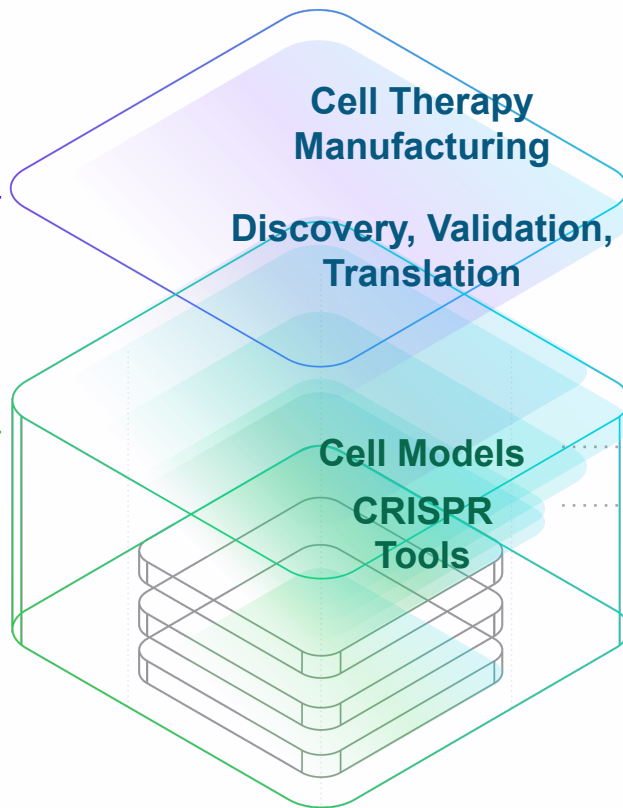 Cell Therapy
Manufacturing
Discovery, Validation,
Translation
Cell Models
CRISPR
Tools